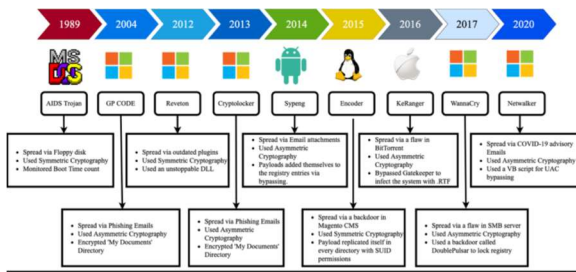 1989
2004
2012
2013
2014
2015
2016
2017
2020
MS
DOS
AIDS Trojan
GP CODE
Reveton
Cryptolocker
Sypeng
Encoder
KeRanger
WannaCry
Netwalker
• Spread via Floppy disk
• Used Symmetric Cryptography
• Monitored Boot Time count
• Spread via outdated plugins
• Used Symmetric Cryptography
• Used an unstoppable DLL
• Spread via Email attachments
• Used Asymmetric
Cryptography
• Payloads added themselves to
the registry entries via
bypassing.
• Spread via a flaw in
BitTorrent
• Used Asymmetric
Cryptography
• Bypassed Gatekeeper to
infect the system with .RTF
• Spread via COVID-19 advisory
Emails
• Used Asymmetric Cryptography
• Used a VB script for UAC
bypassing
• Spread via Phishing Emails
• Used Asymmetric Cryptography
• Encrypted 'My Documents'
Directory
• Spread via Phishing Emails
• Used Asymmetric
Cryptography
• Encrypted 'My Documents'
Directory
• Spread via a backdoor in
Magento CMS
• Used Symmetric Cryptography
• Payload replicated itself in
every directory with SUID
permissions
• Spread via a flaw in SMB server
• Used Asymmetric Cryptography
• Used a backdoor called
DoublePulsar to lock registry